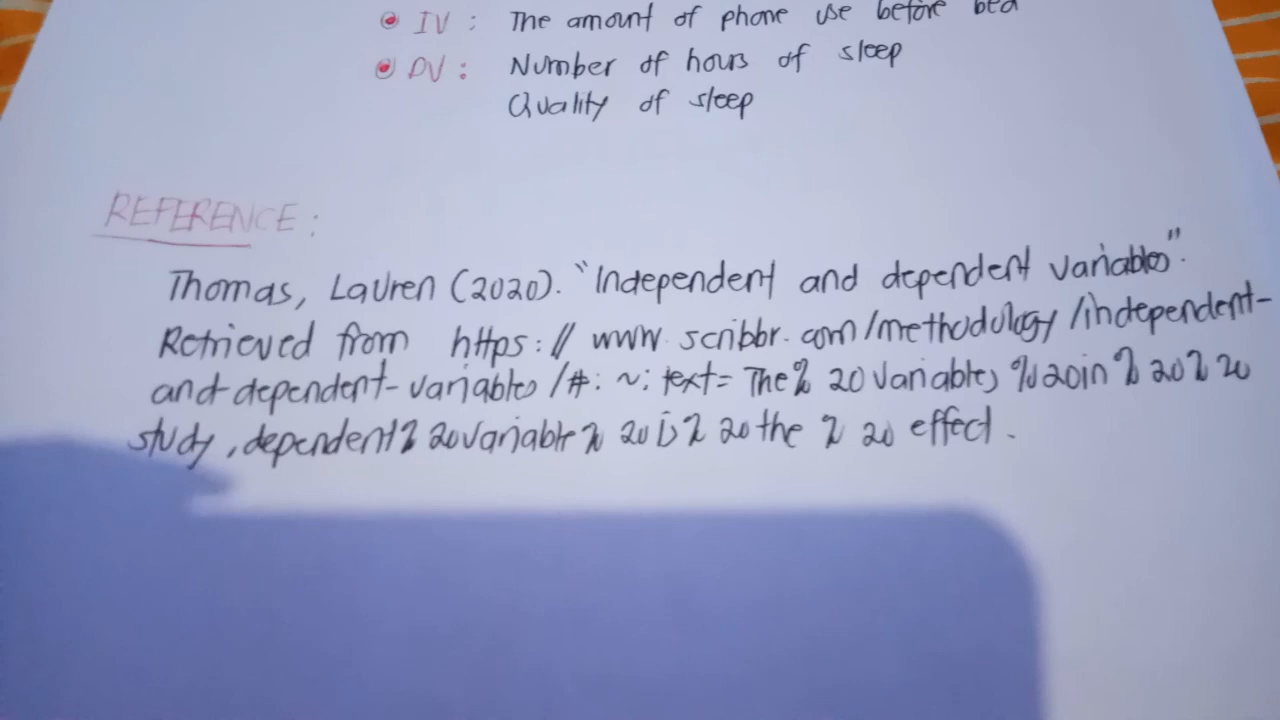 IV : The amount of phone use before bed
DV : Number of hours of sleep
Quality of sleep
REFERENCE :
Thomas, Lauren (2020). "Independent and dependent variables".
Retrieved from https://www.scribbr.com/methodology/independent-
and-dependent-variables/#:~:text=The%20variables%20in%20%20
study,dependent%20variable%20is%20the%20effect.